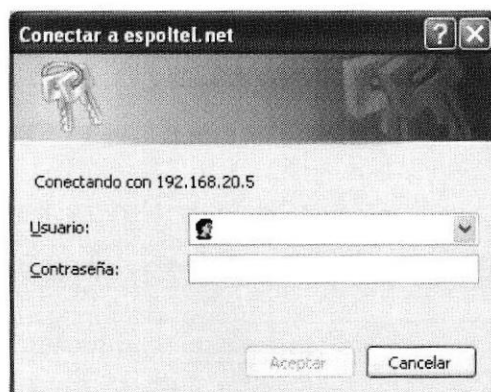 Conectar a espoltel.net
Conectando con 192.168.20.5
Usuario:
Contraseña:
Aceptar
Cancelar